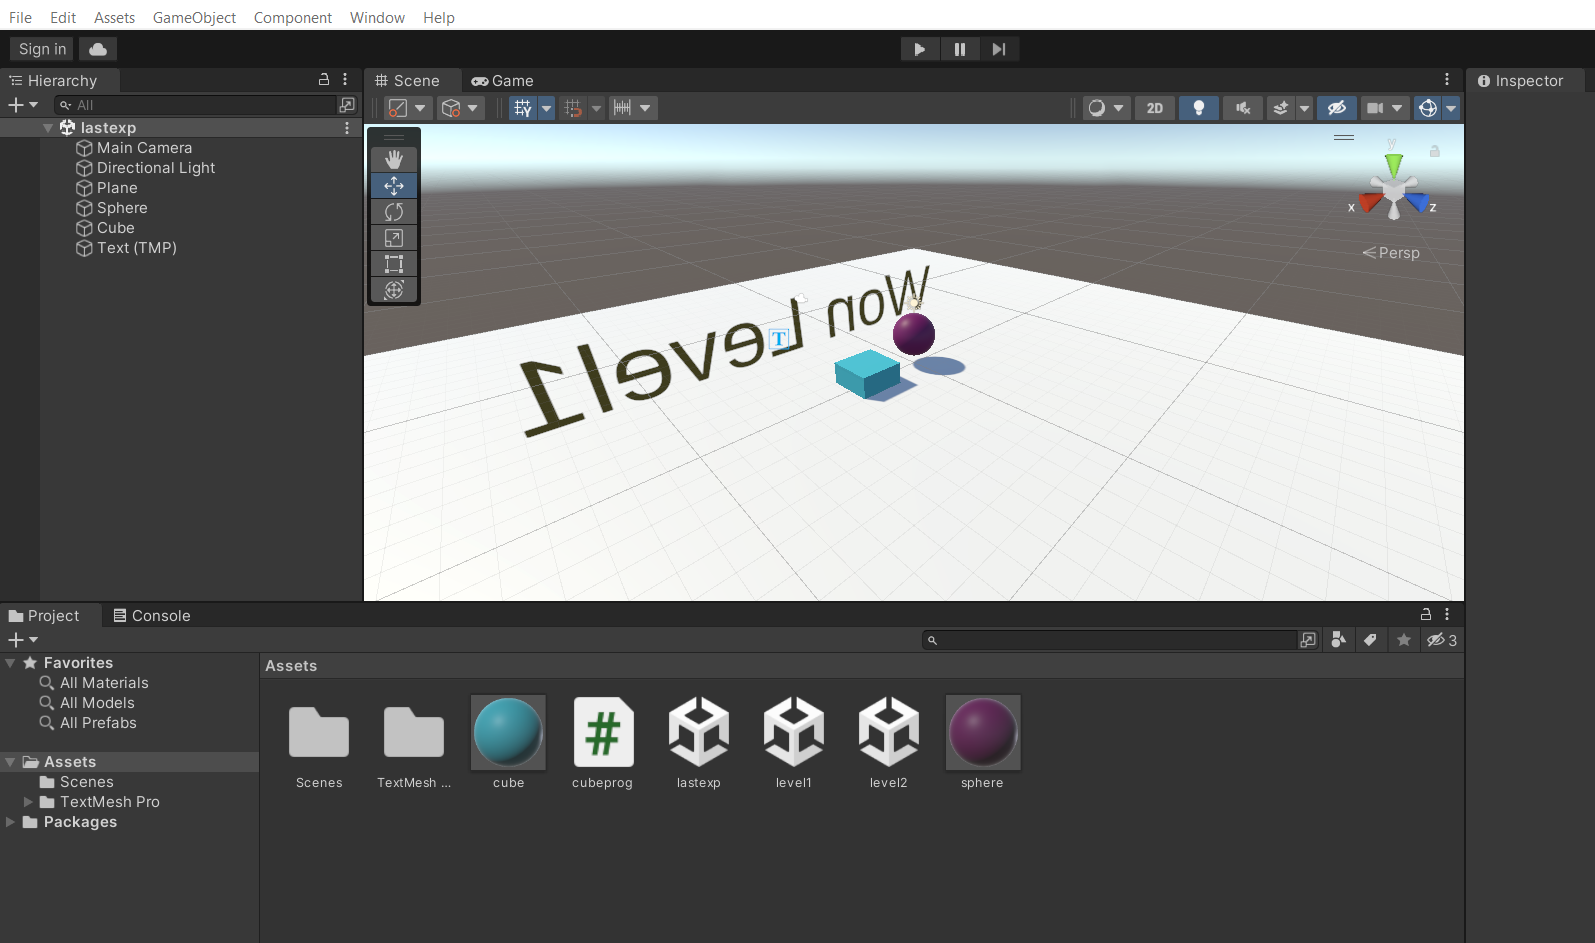 File Edit Assets GameObject Component Window Help
Sign in
Hierarchy
Scene
Game
Inspector
All
2D
lastexp
Main Camera
Directional Light
Plane
Sphere
Cube
Text (TMP)
y
x
z
Persp
Won Level1
T
Project
Console
3
Favorites
All Materials
All Models
All Prefabs
Assets
Scenes
TextMesh Pro
Packages
Assets
Scenes
TextMesh ...
cube
#
cubeprog
lastexp
level1
level2
sphere